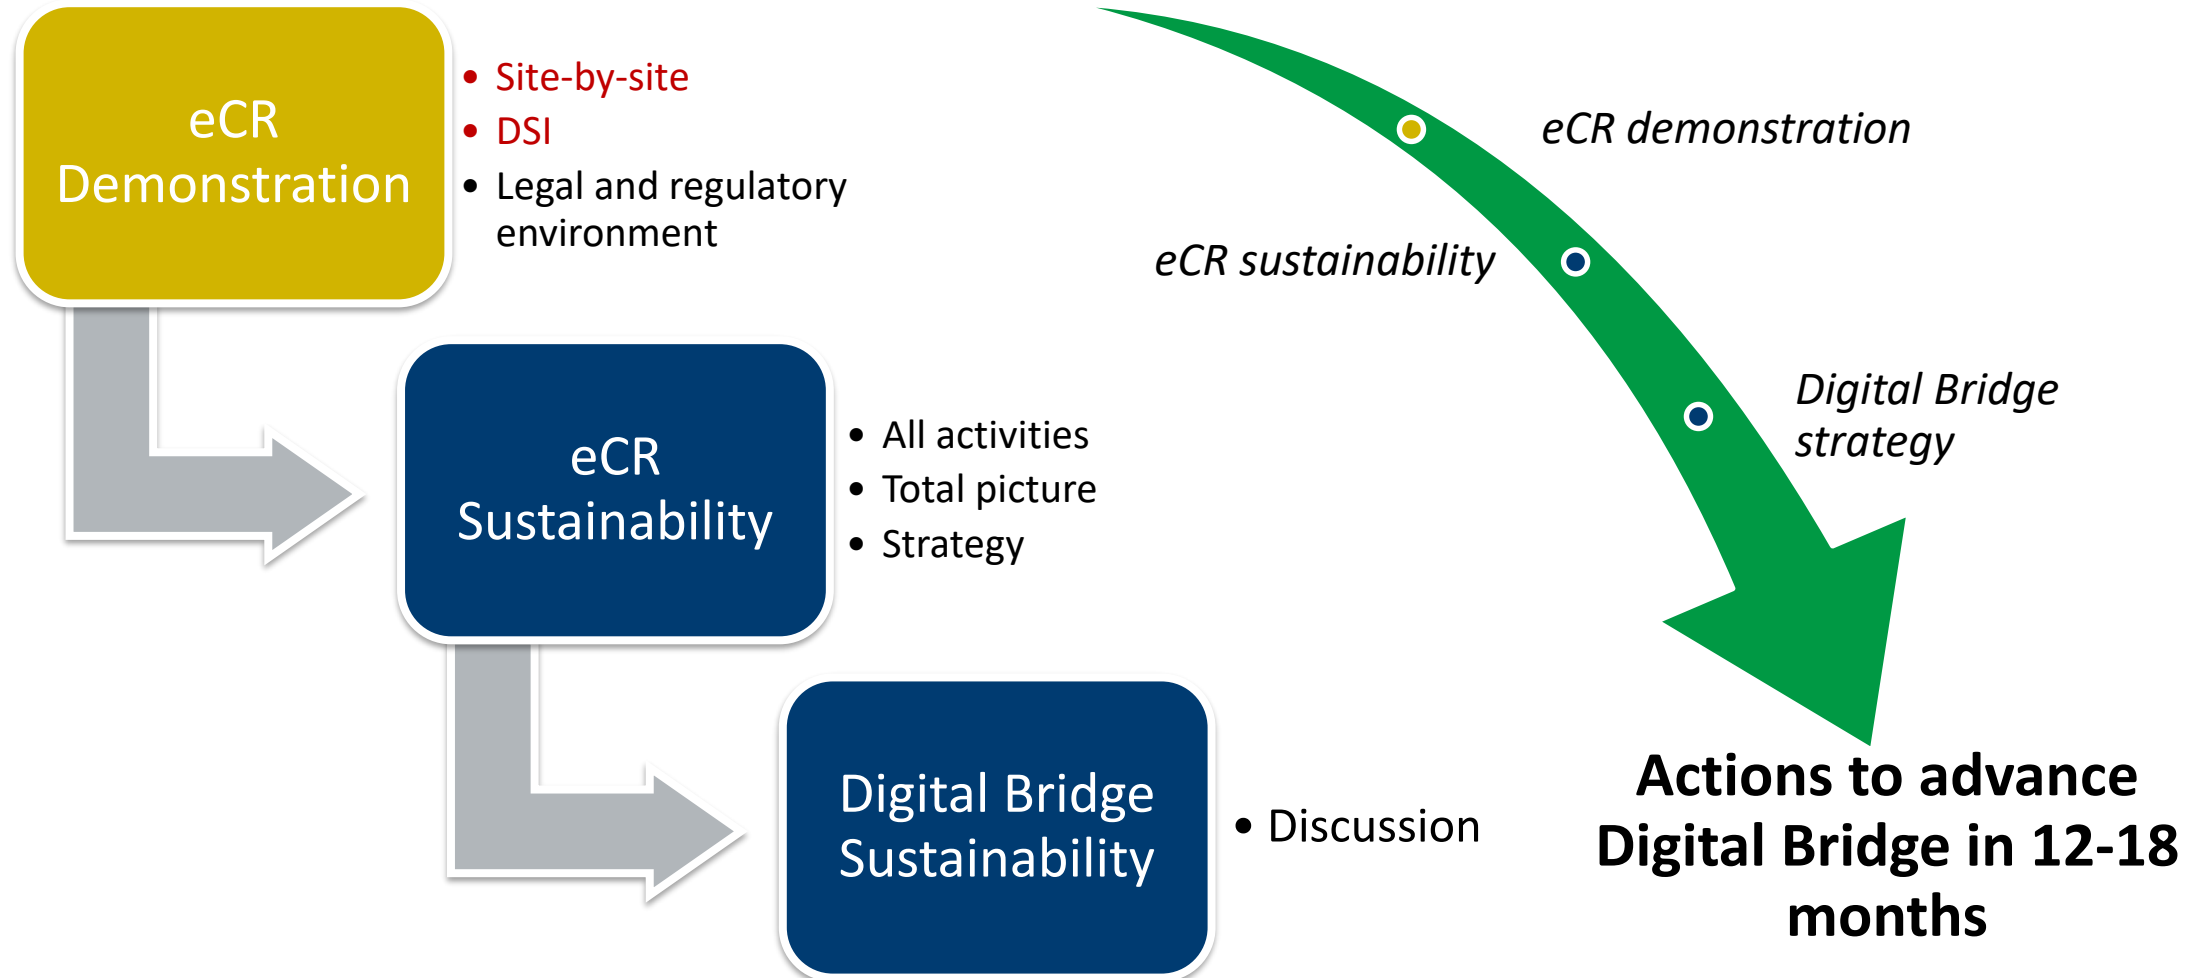 eCR
Demonstration
• Site-by-site
• DSI
• Legal and regulatory
environment
eCR
Sustainability
• All activities
• Total picture
• Strategy
Digital Bridge
Sustainability
• Discussion
eCR demonstration
eCR sustainability
Digital Bridge
strategy
Actions to advance
Digital Bridge in 12-18
months